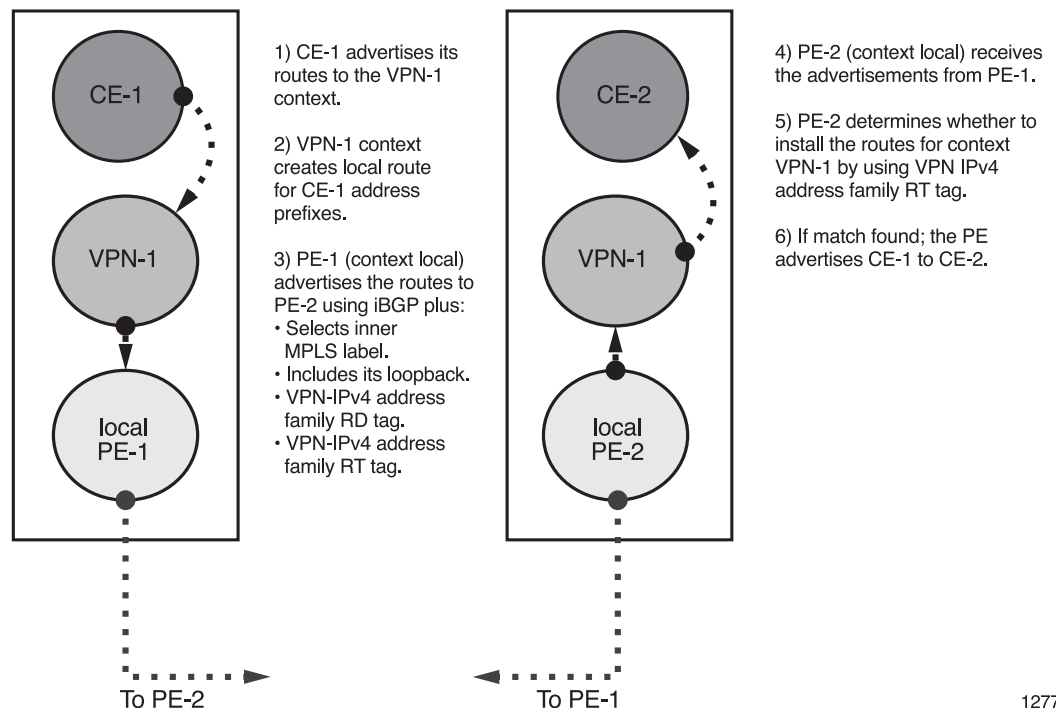 CE-1
VPN-1
local
PE-1
To PE-2
1) CE-1 advertises its
routes to the VPN-1
context.
2) VPN-1 context
creates local route
for CE-1 address
prefixes.
3) PE-1 (context local)
advertises the routes to
PE-2 using iBGP plus:
• Selects inner
MPLS label.
• Includes its loopback.
• VPN-IPv4 address
family RD tag.
• VPN-IPv4 address
family RT tag.
CE-2
VPN-1
local
PE-2
To PE-1
4) PE-2 (context local) receives
the advertisements from PE-1.
5) PE-2 determines whether to
install the routes for context
VPN-1 by using VPN IPv4
address family RT tag.
6) If match found; the PE
advertises CE-1 to CE-2.
1277